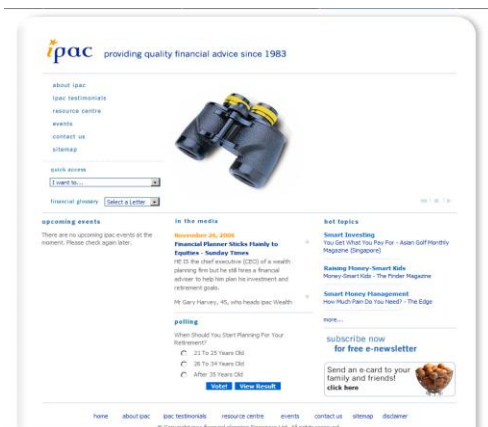 ipac providing quality financial advice since 1983
about ipac
ipac testimonials
resource centre
events
contact us
sitemap
quick access
I want to....
financial glossary Select a Letter
upcoming events
There are no upcoming ipac events at the
moment. Please check again later.
in the media
November 26, 2006
Financial Planner Sticks Mainly to
Equities - Sunday Times
HE IS the chief executive (CEO) of a wealth
planning firm but he still hires a financial
adviser to help him plan his investment and
retirement goals.
Mr Gary Harvey, 45, who heads ipac Wealth
polling
When Should You Start Planning For Your
Retirement?
21 To 25 Years Old
26 To 35 Years Old
After 35 Years Old
Vote! View Result
hot topics
Smart Investing
You Get What You Pay For - Asian Golf Monthly
Magazine (Singapore)
Raising Money-Smart Kids
Money-Smart Kids - The Finder Magazine
Smart Money Management
How Much Pain Do You Need? - The Edge
more...
subscribe now
for free e-newsletter
Send an e-card to your
family and friends!
click here
home about ipac ipac testimonials resource centre events contact us sitemap disclaimer